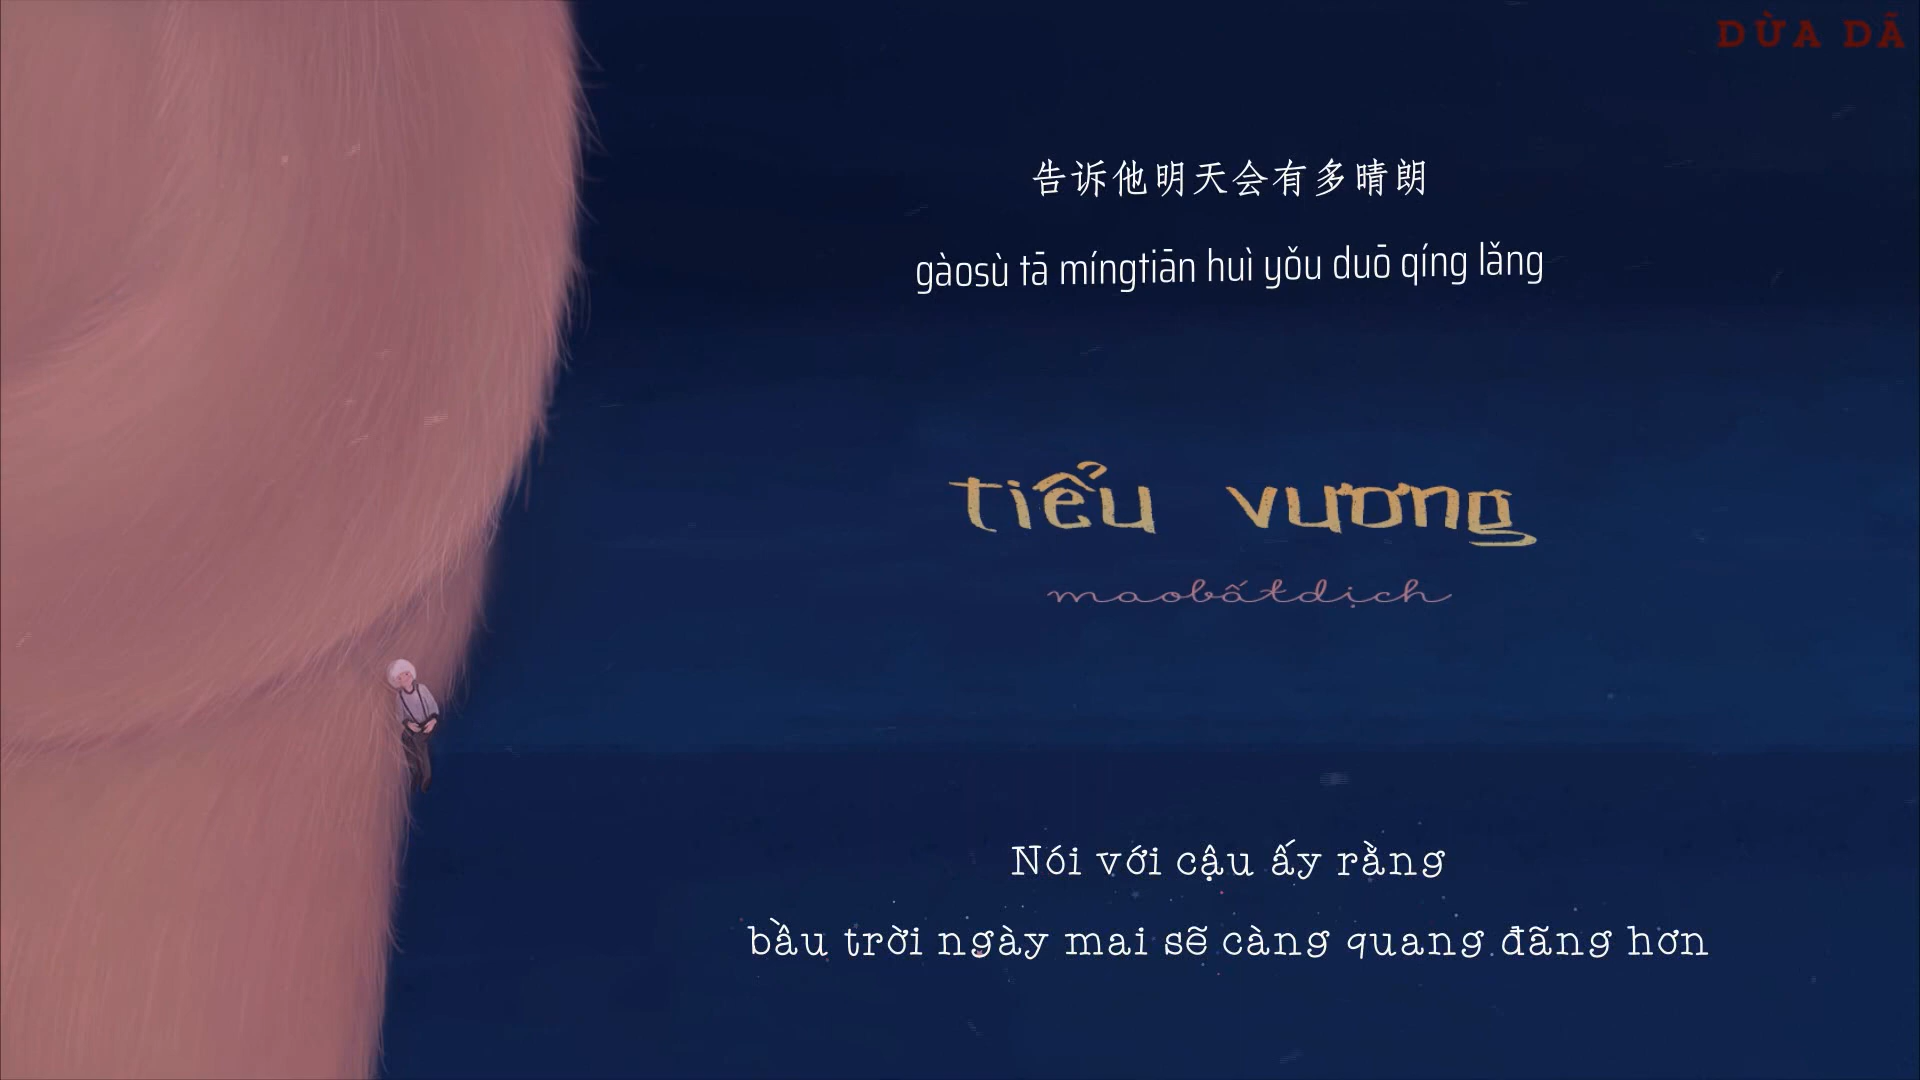 DỪA DÃ
告诉他明天会有多晴朗
gàosù tā míngtiān huì yǒu duō qíng lǎng
tiểu vương
maobấtdịch
Nói với cậu ấy rằng
bầu trời ngày mai sẽ càng quang đãng hơn